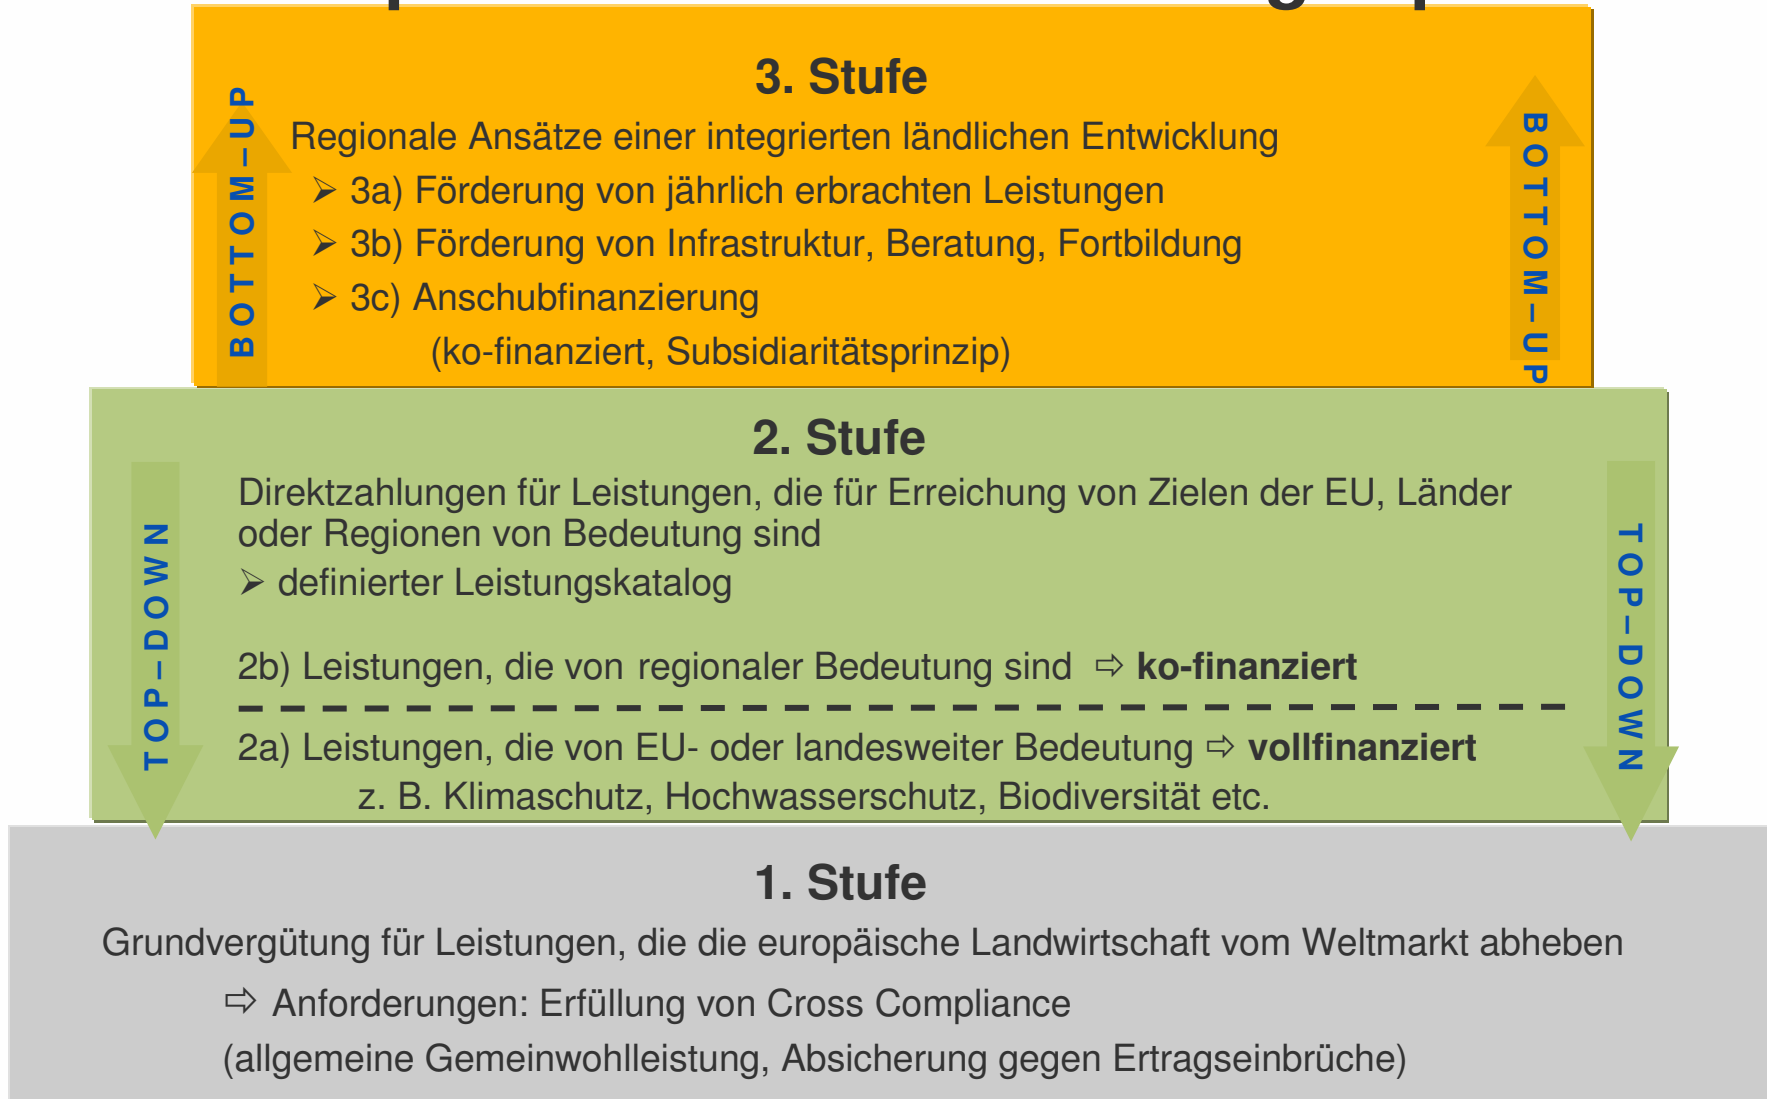 3. Stufe
BOTTOM–UP
Regionale Ansätze einer integrierten ländlichen Entwicklung
➢ 3a) Förderung von jährlich erbrachten Leistungen
➢ 3b) Förderung von Infrastruktur, Beratung, Fortbildung
➢ 3c) Anschubfinanzierung
(ko-finanziert, Subsidiaritätsprinzip)
BOTTOM–UP
2. Stufe
TOP–DOWN
Direktzahlungen für Leistungen, die für Erreichung von Zielen der EU, Länder
oder Regionen von Bedeutung sind
➢ definierter Leistungskatalog
2b) Leistungen, die von regionaler Bedeutung sind ⇨ ko-finanziert
2a) Leistungen, die von EU- oder landesweiter Bedeutung ⇨ vollfinanziert
z. B. Klimaschutz, Hochwasserschutz, Biodiversität etc.
TOP–DOWN
1. Stufe
Grundvergütung für Leistungen, die die europäische Landwirtschaft vom Weltmarkt abheben
⇨ Anforderungen: Erfüllung von Cross Compliance
(allgemeine Gemeinwohlleistung, Absicherung gegen Ertragseinbrüche)